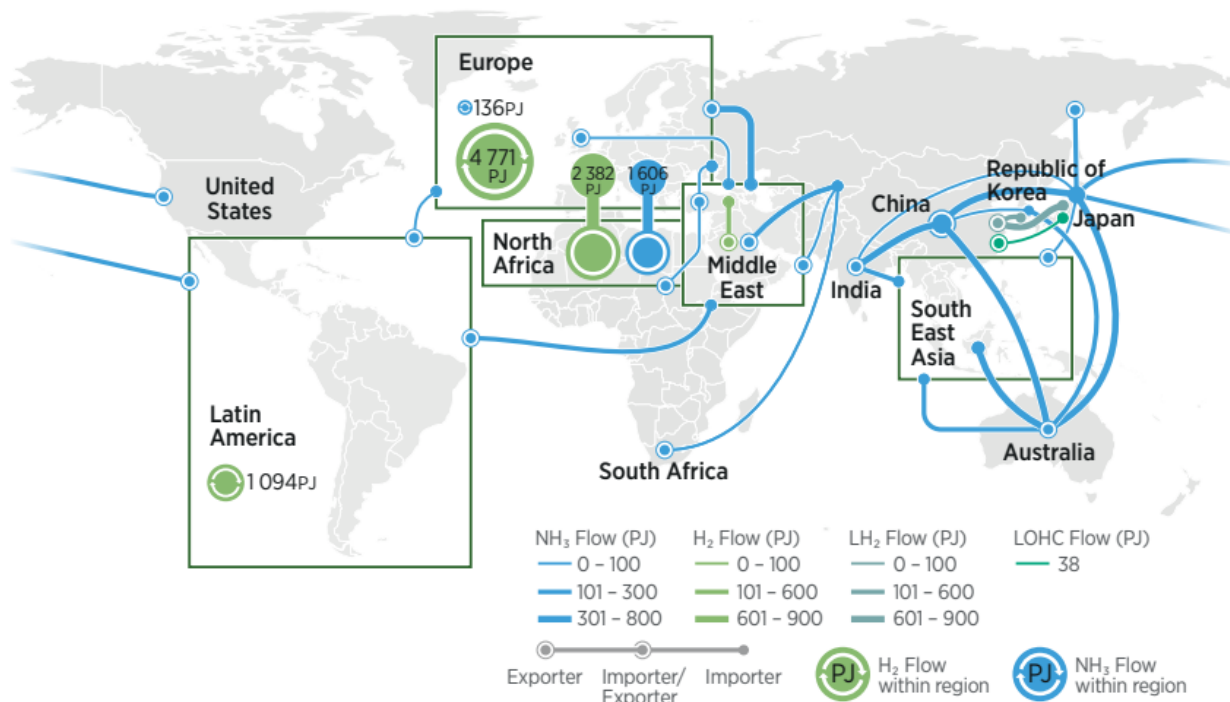 Europe
136PJ
4 771
PJ
2 382
PJ
1 606
PJ
United
States
North
Africa
Middle
East
China
Republic of
Korea
Japan
India
South
East
Asia
Latin
America
1 094PJ
South Africa
Australia
NH₃ Flow (PJ)
0 – 100
101 – 300
301 – 800
H₂ Flow (PJ)
0 – 100
101 – 600
601 – 900
LH₂ Flow (PJ)
0 – 100
101 – 600
601 – 900
LOHC Flow (PJ)
38
Exporter
Importer/
Exporter
Importer
PJ
H₂ Flow
within region
PJ
NH₃ Flow
within region